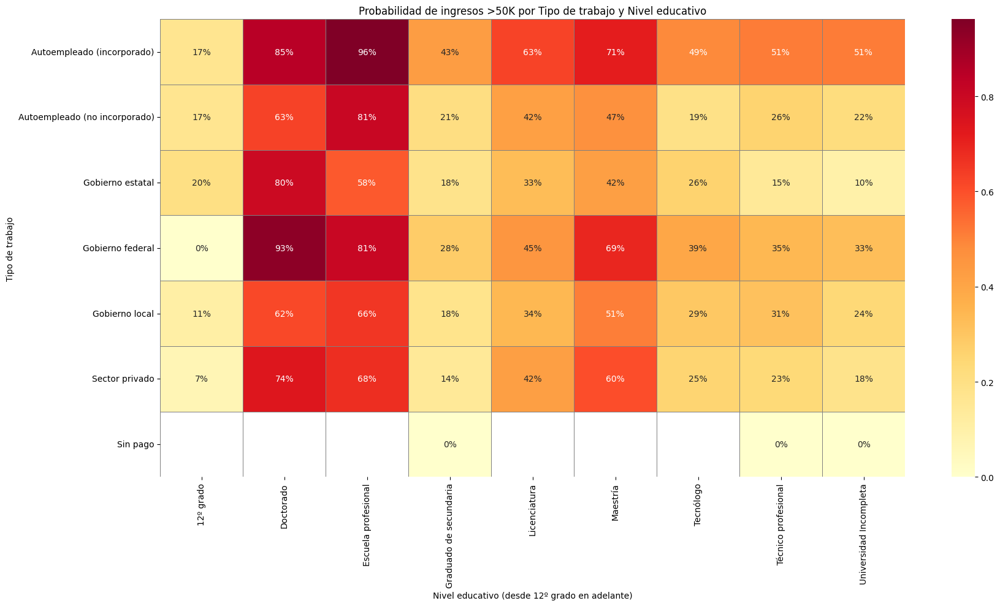 Probabilidad de ingresos >50K por Tipo de trabajo y Nivel educativo
Tipo de trabajo
Autoempleado (incorporado) 17% 85% 96% 43% 63% 71% 49% 51% 51%
Autoempleado (no incorporado) 17% 63% 81% 21% 42% 47% 19% 26% 22%
Gobierno estatal 20% 80% 58% 18% 33% 42% 26% 15% 10%
Gobierno federal 0% 93% 81% 28% 45% 69% 39% 35% 33%
Gobierno local 11% 62% 66% 18% 34% 51% 29% 31% 24%
Sector privado 7% 74% 68% 14% 42% 60% 25% 23% 18%
Sin pago 0% 0% 0%
12º grado
Doctorado
Escuela profesional
Graduado de secundaria
Licenciatura
Maestría
Tecnólogo
Técnico profesional
Universidad Incompleta
Nivel educativo (desde 12º grado en adelante)
0.8
0.6
0.4
0.2
0.0